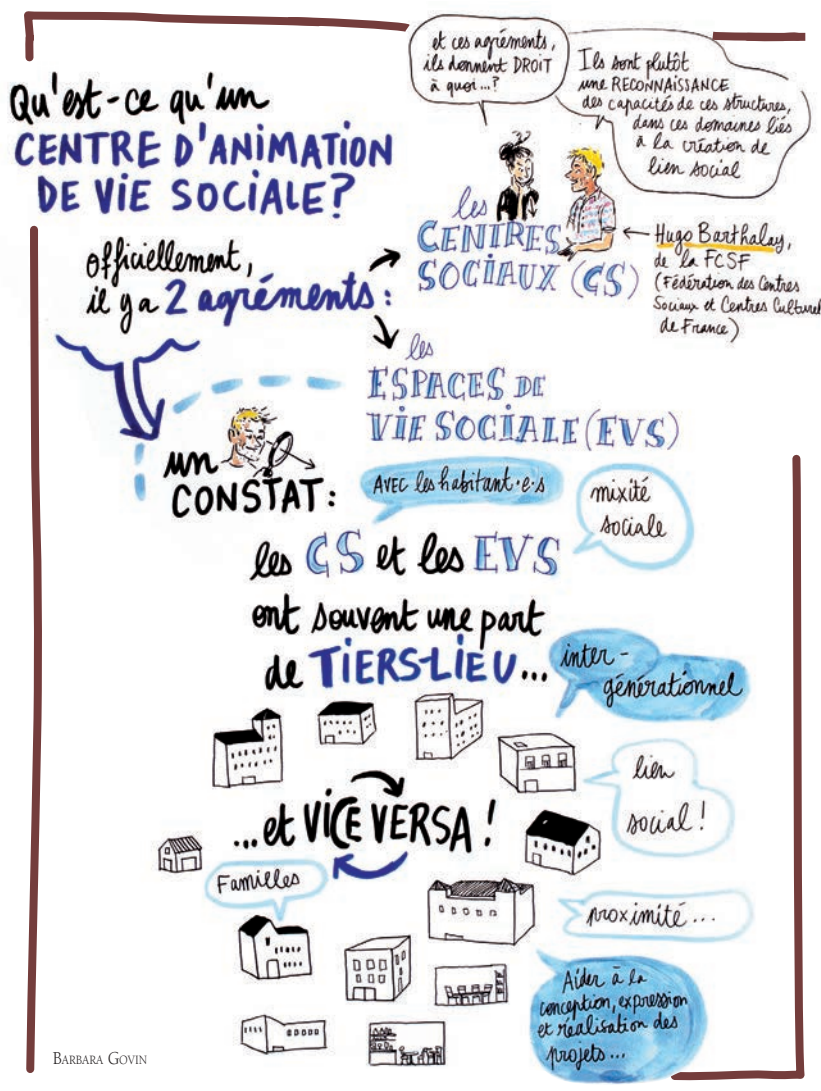 Qu'est-ce qu'un
CENTRE D'ANIMATION
DE VIE SOCIALE?
et ces agréments,
ils donnent DROIT
à quoi...?
Ils sont plutôt
une RECONNAISSANCE
des capacités de ces structures,
dans ces domaines liés
à la création de
lien social
officiellement,
il y a 2 agréments :
les
CENTRES
SOCIAUX (CS)
Hugo Barthalay,
de la FCSF
(Fédération des Centres
Sociaux et Centres Culturel
de France)
les
ESPACES DE
VIE SOCIALE (EVS)
un
CONSTAT :
AVEC les habitant·e·s
mixité
sociale
les CS et les EVS
ont souvent une part
de TIERS-LIEU...
inter-
générationnel
lien
social !
...et VICE VERSA !
Familles
proximité...
Aider à la
conception, expression
et réalisation des
projets...
BARBARA GOVIN